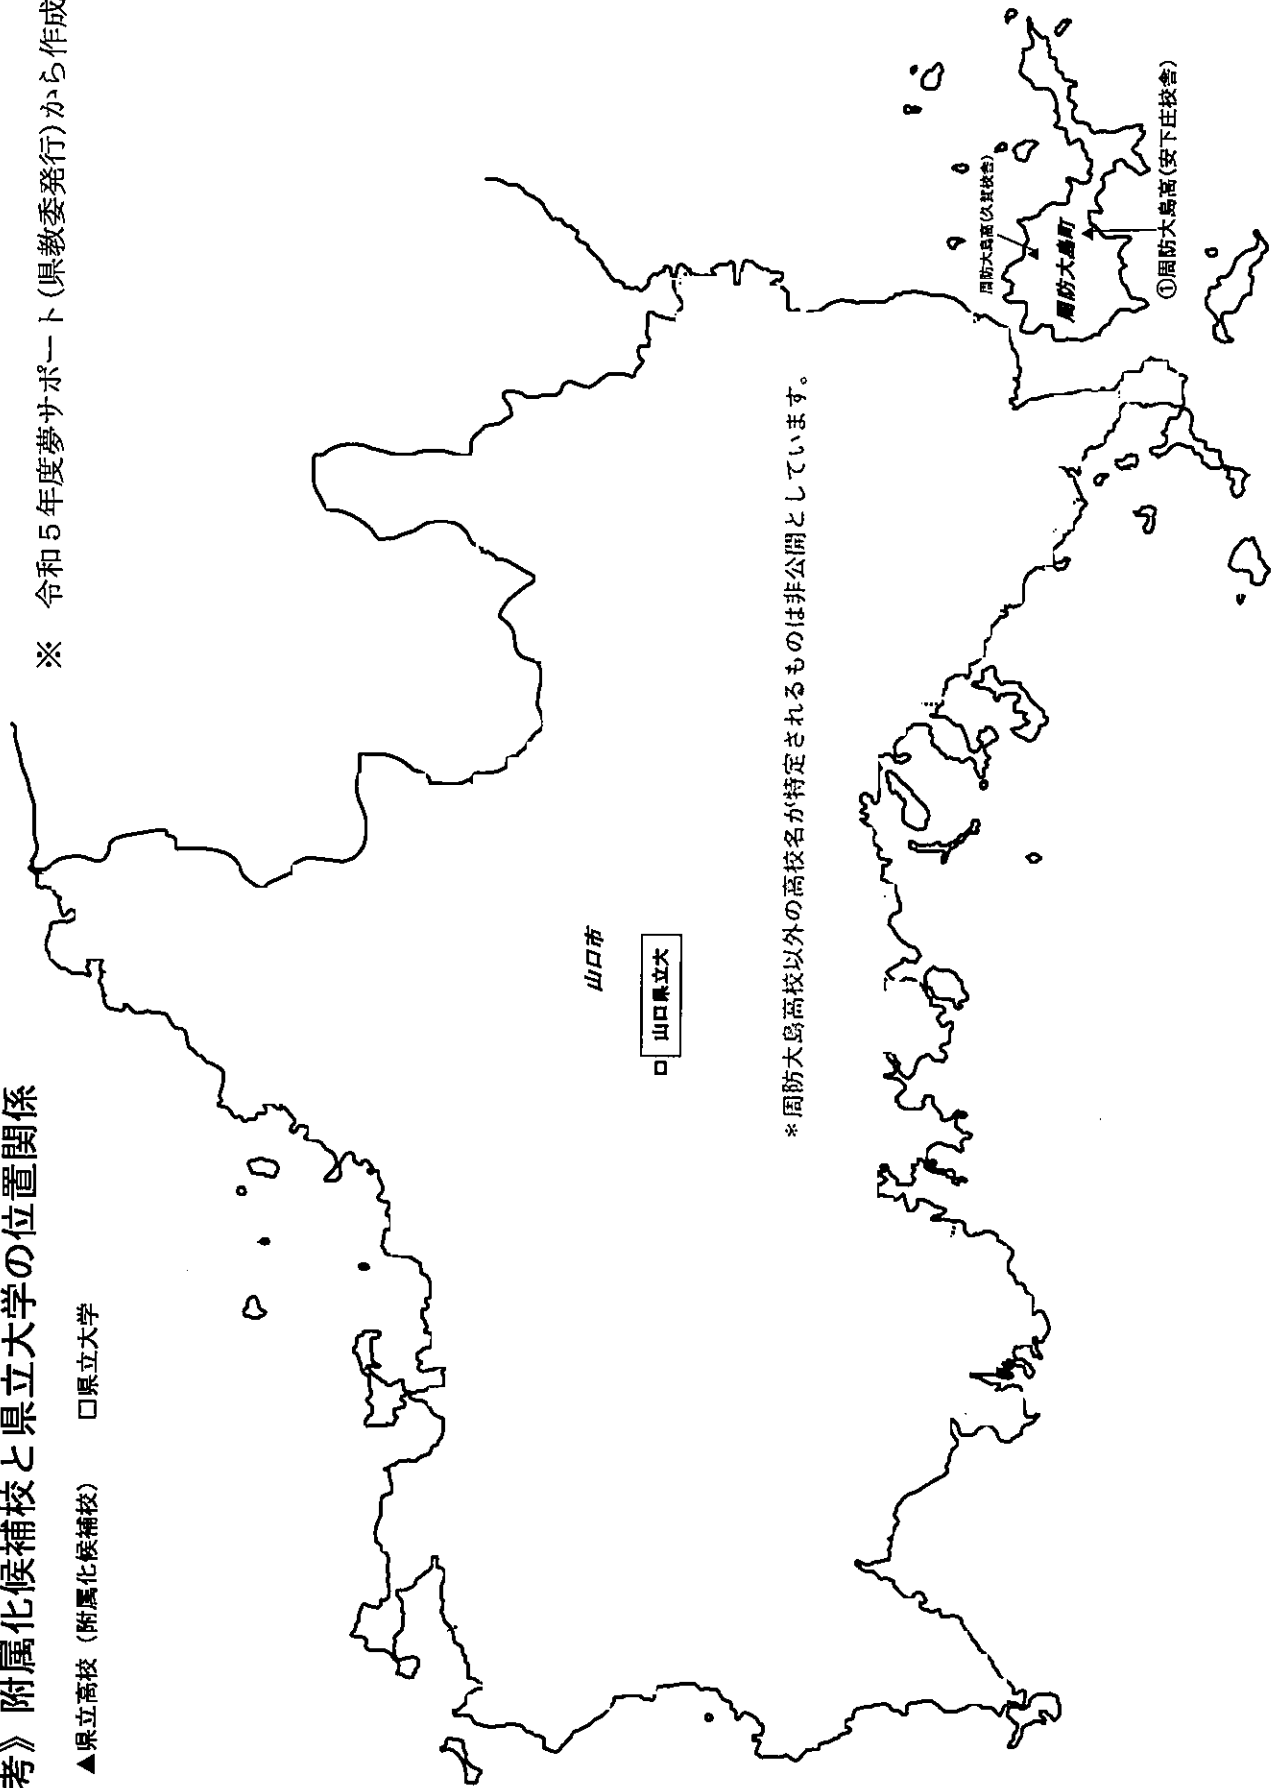 考》附属化候補校と県立大学の位置関係
※　令和５年度夢サポート（県教委発行）から作成
▲県立高校（附属化候補校）　□県立大学
山口市
山口県立大
周防大島高(久賀校舎)
周防大島町
①周防大島高(安下庄校舎)
＊周防大島高校以外の高校名が特定されるものは非公開としています。